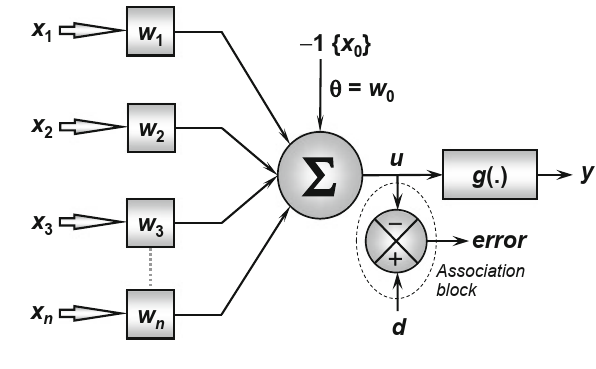 x1 w1
−1 {x0}
θ = w0
x2 w2
Σ u g(.) y
x3 w3
− error
+
Association
block
xn wn
d